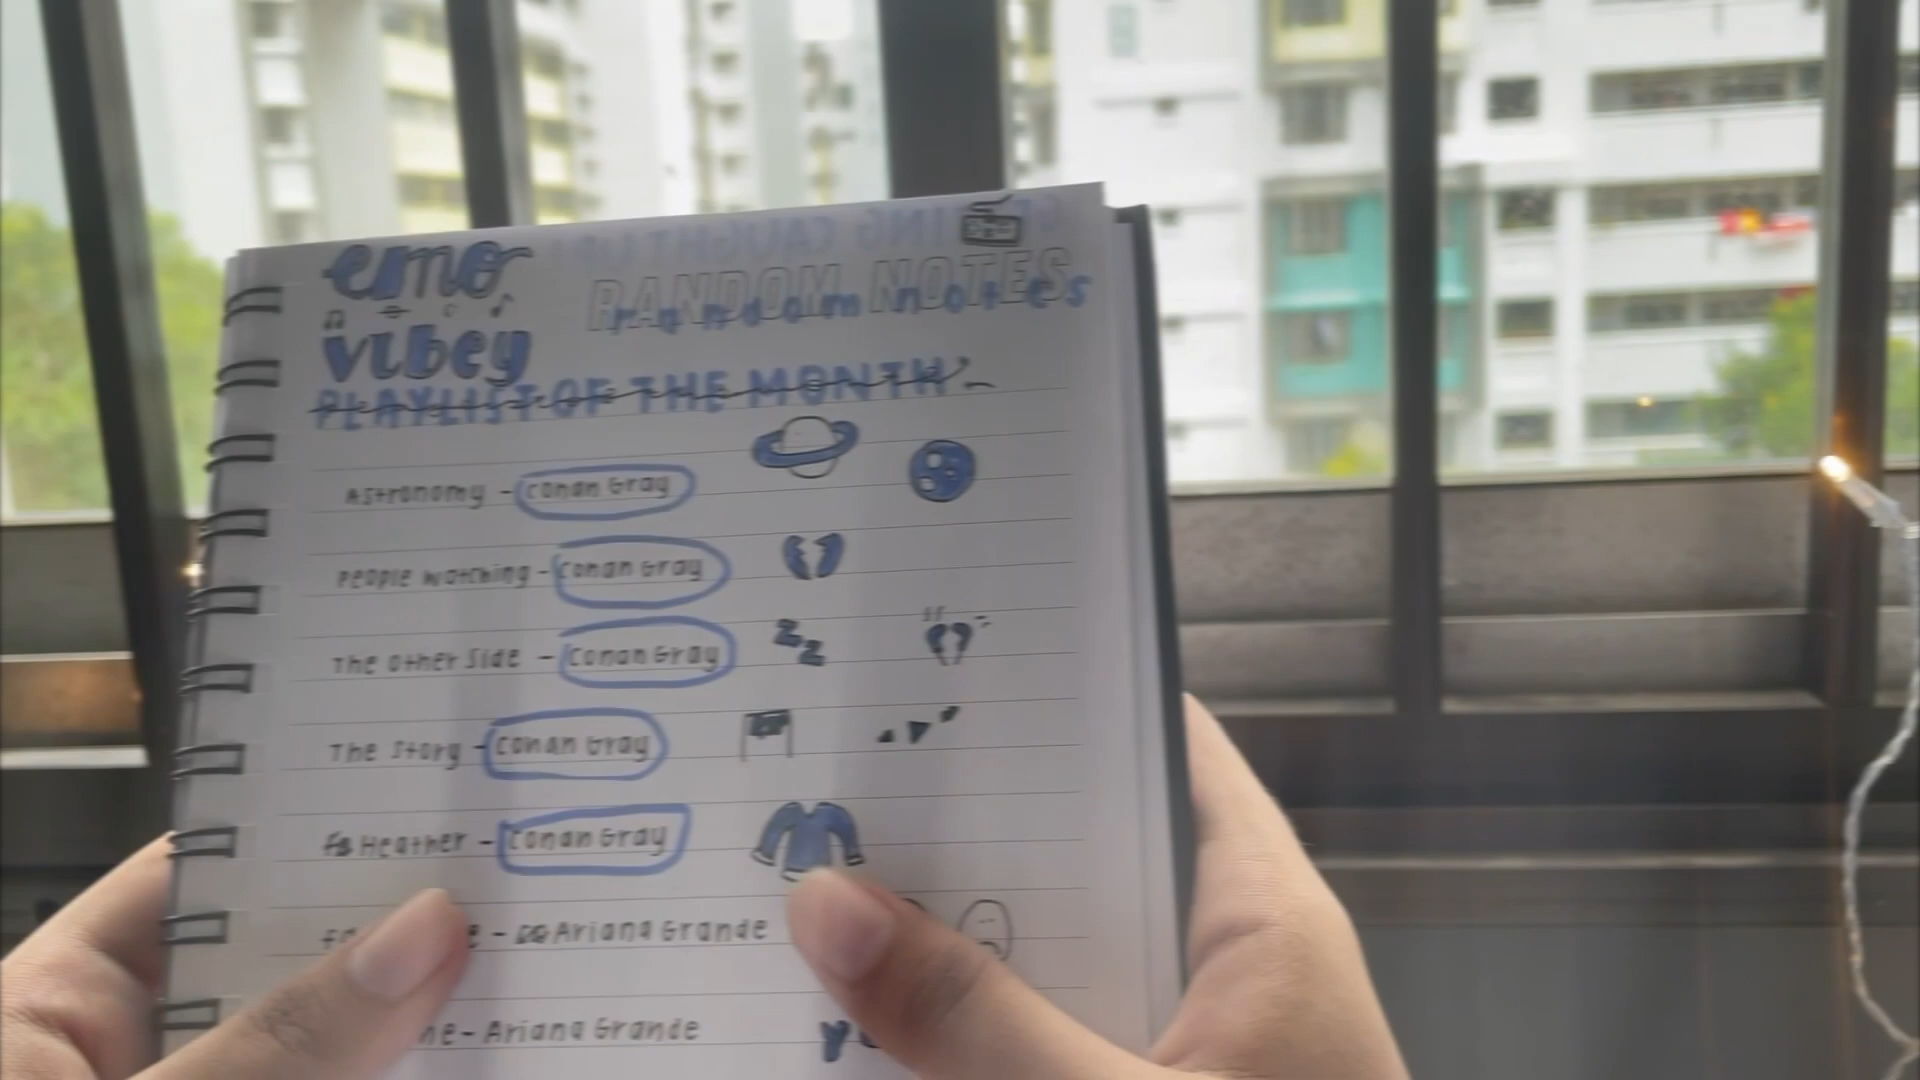 emo
vibey
RANDOM NOTES
random notes
PLAYLIST OF THE MONTH
Astronomy - Conan Gray
People watching - Conan Gray
The Other Side - Conan Gray
zz
The Story - Conan Gray
Heather - Conan Gray
- Ariana Grande
- Ariana Grande